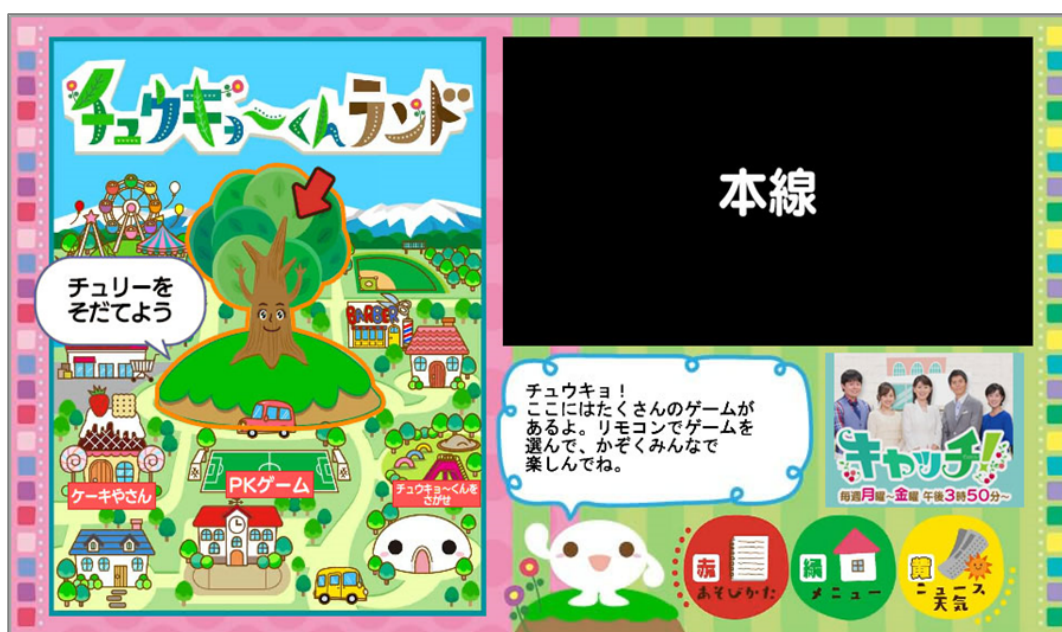 チュウキョ~くんランド
チュリーを
そだてよう
BARBER
ケーキやさん
PKゲーム
チュウキョ~くんを
さがせ
本線
チュウキョ!
ここにはたくさんのゲームが
あるよ。リモコンでゲームを
選んで、かぞくみんなで
楽しんでね。
キャッチ!
毎週月曜~金曜 午後3時50分~
赤
あそびかた
緑
メニュー
黄
ニュース
天気